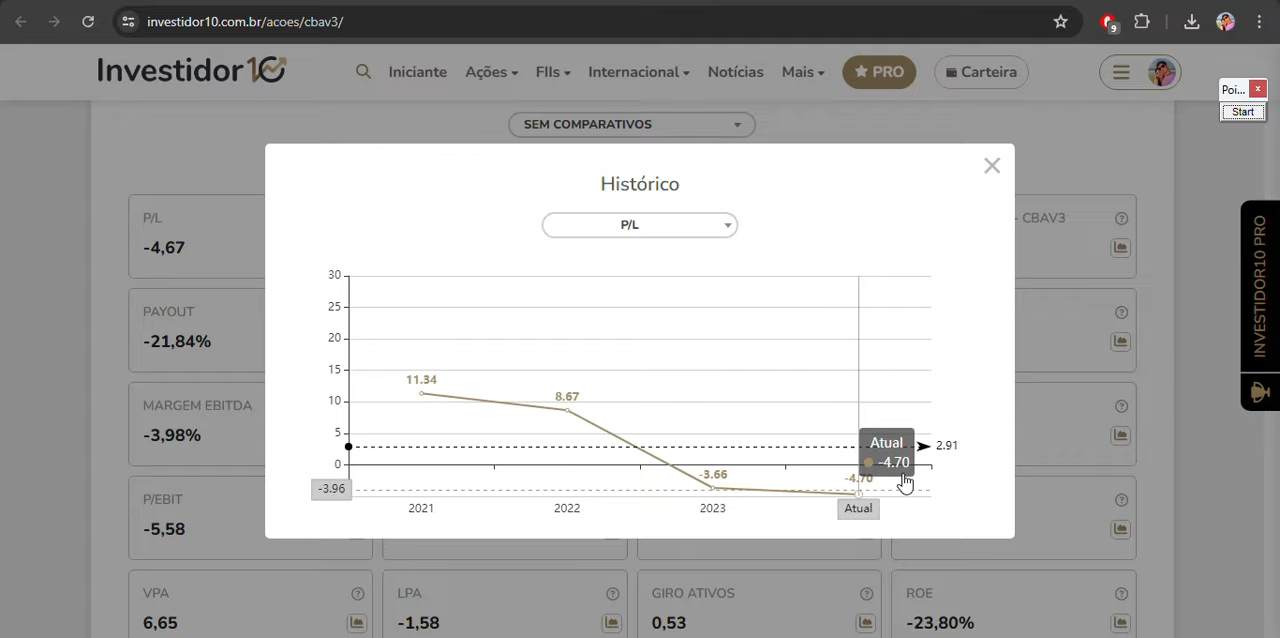 investidor10.com.br/acoes/cbav3/
9
Investidor10
Iniciante
Ações
FIIs
Internacional
Notícias
Mais
PRO
Carteira
Poi...
x
Start
SEM COMPARATIVOS
Histórico
P/L
P/L
-4,67
- CBAV3
PAYOUT
-21,84%
MARGEM EBITDA
-3,98%
P/EBIT
-5,58
30
25
20
15
10
5
0
-3.96
11.34
8.67
-3.66
-4.70
Atual
-4.70
2.91
2021
2022
2023
Atual
INVESTIDOR10 PRO
VPA
6,65
LPA
-1,58
GIRO ATIVOS
0,53
ROE
-23,80%